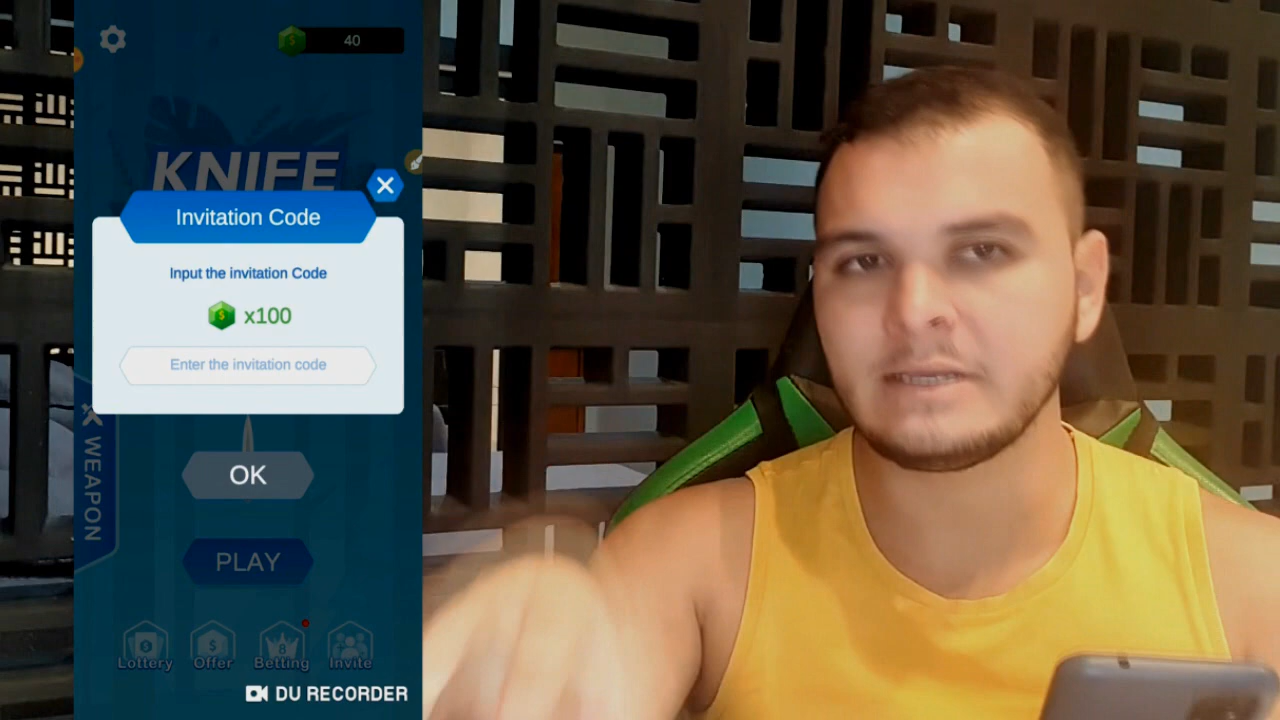 40
KNIFE
Invitation Code
Input the invitation Code
x100
Enter the invitation code
WEAPON
OK
PLAY
8
Lottery Offer Betting Invite
DU RECORDER